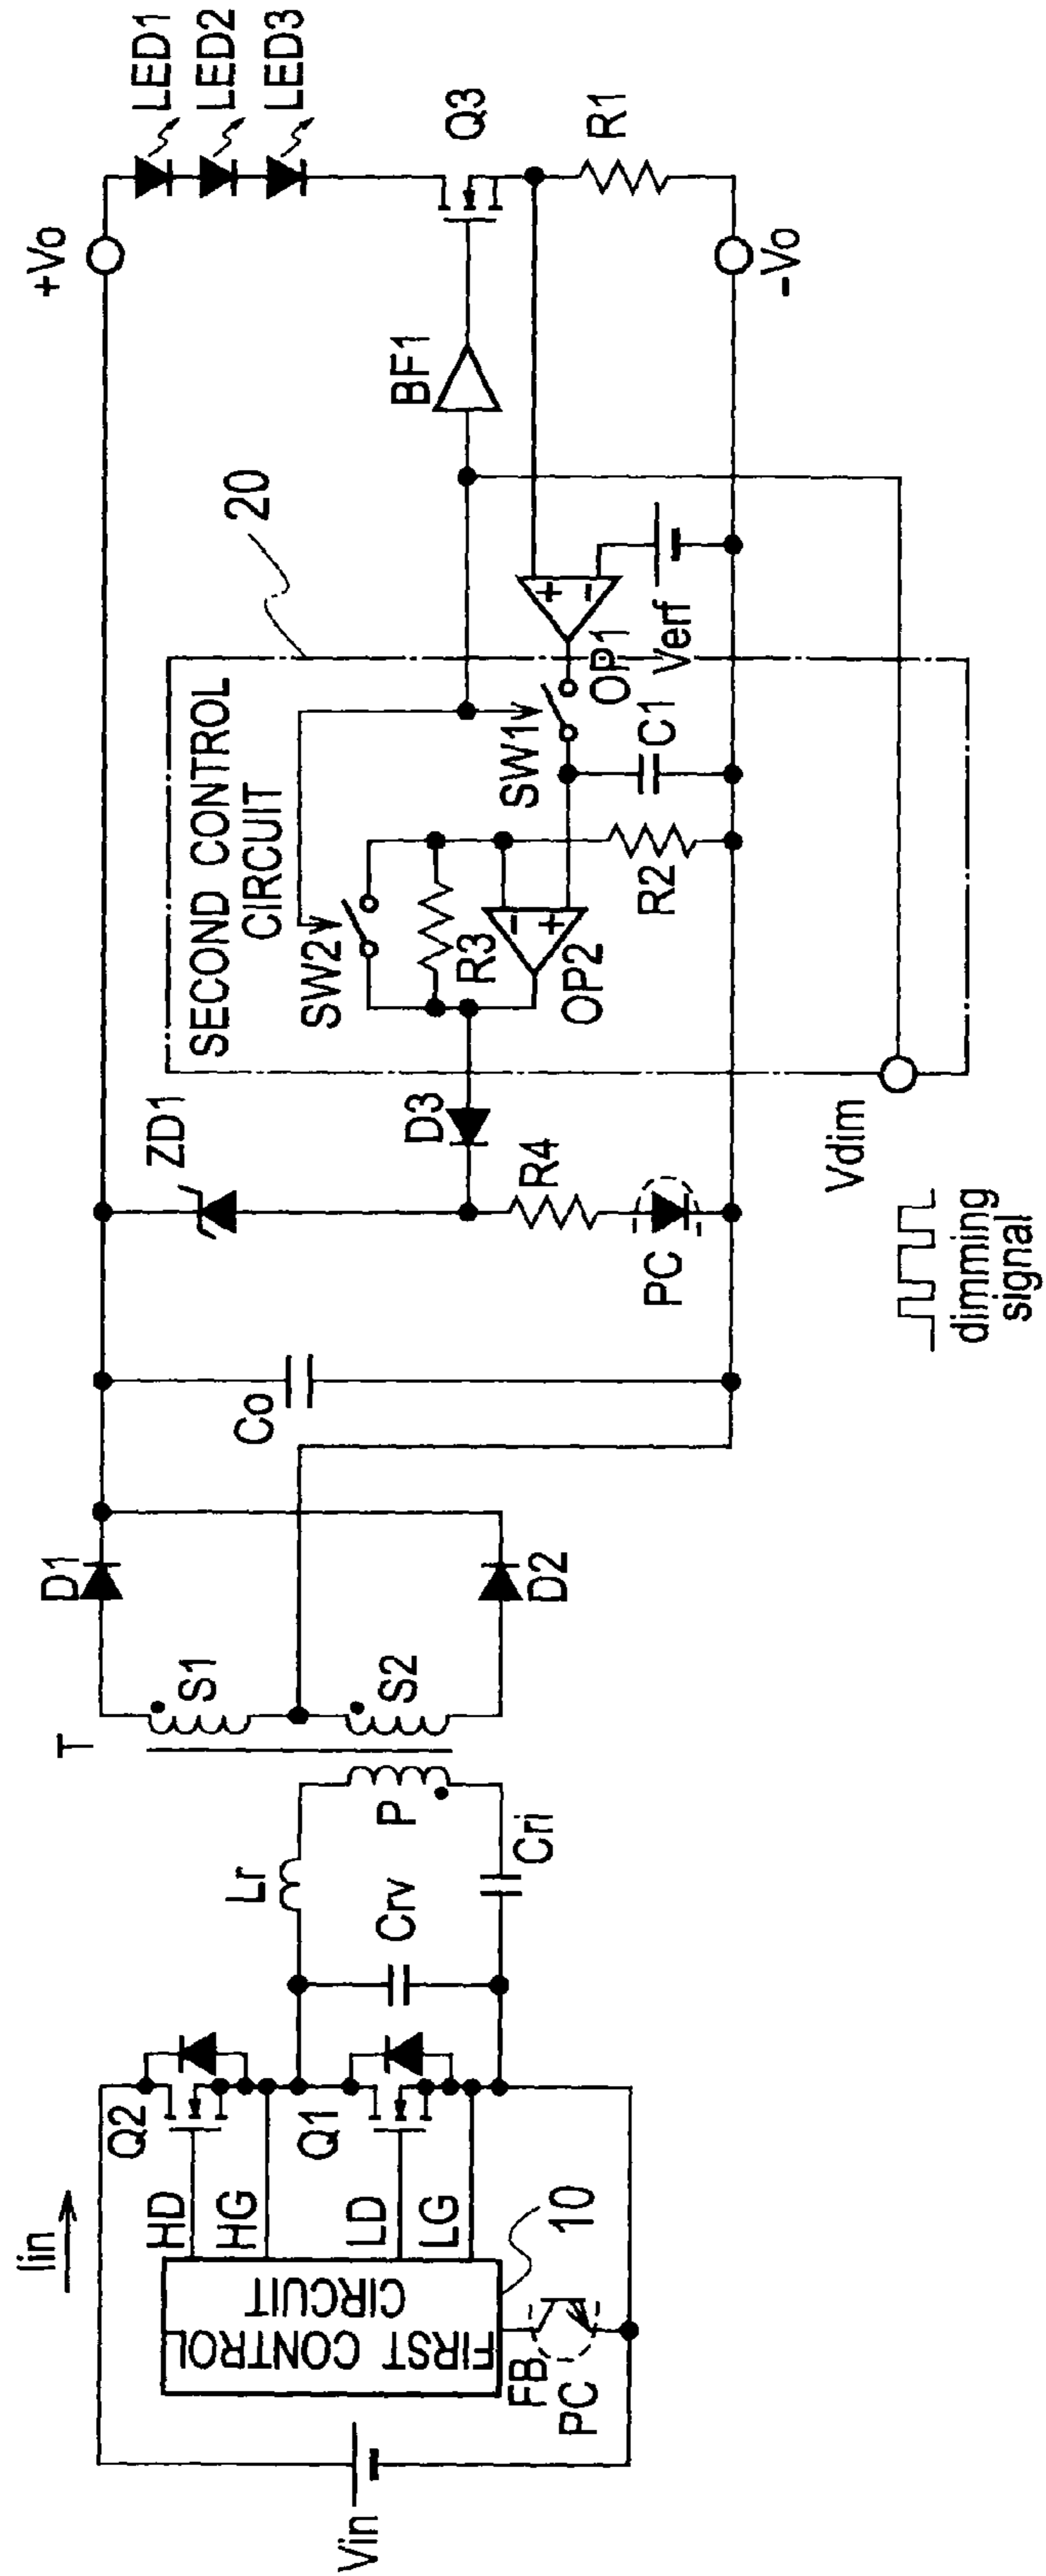 Iin
Vin
FIRST CONTROL
CIRCUIT
10
FB
PC
HD
HG
LD
LG
Q2
Q1
Lr
Crv
Cri
P
T
S1
S2
D1
D2
Co
ZD1
D3
R4
PC
SECOND CONTROL
CIRCUIT
20
SW2
R3
-
+
OP2
R2
SW1
C1
OP1
+
-
Verf
BF1
Vdim
dimming
signal
+Vo
-Vo
LED1
LED2
LED3
Q3
R1